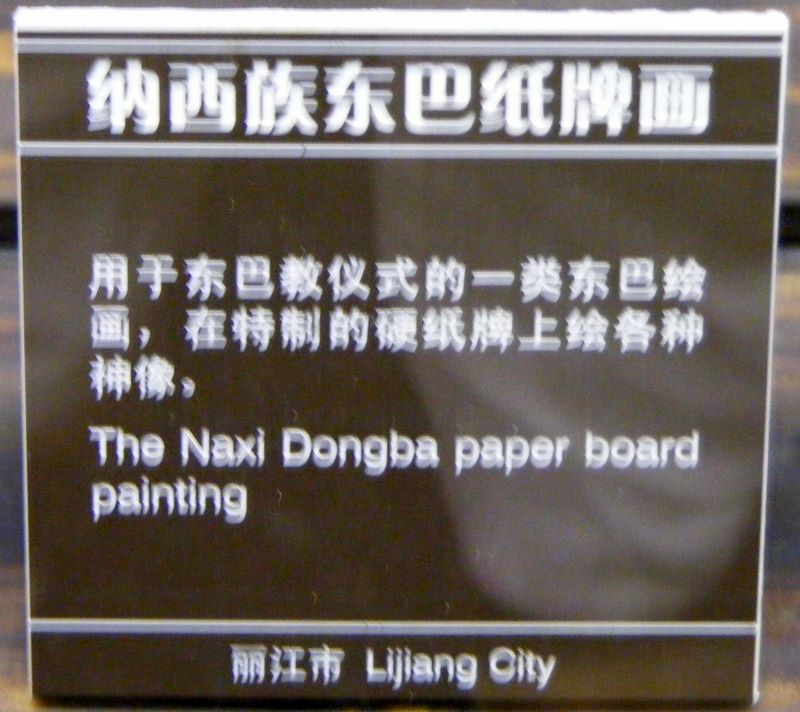 纳西族东巴纸牌画
用于东巴教仪式的一类东巴绘
画，在特制的硬纸牌上绘各种
神像。
The Naxi Dongba paper board
painting
丽江市 Lijiang City